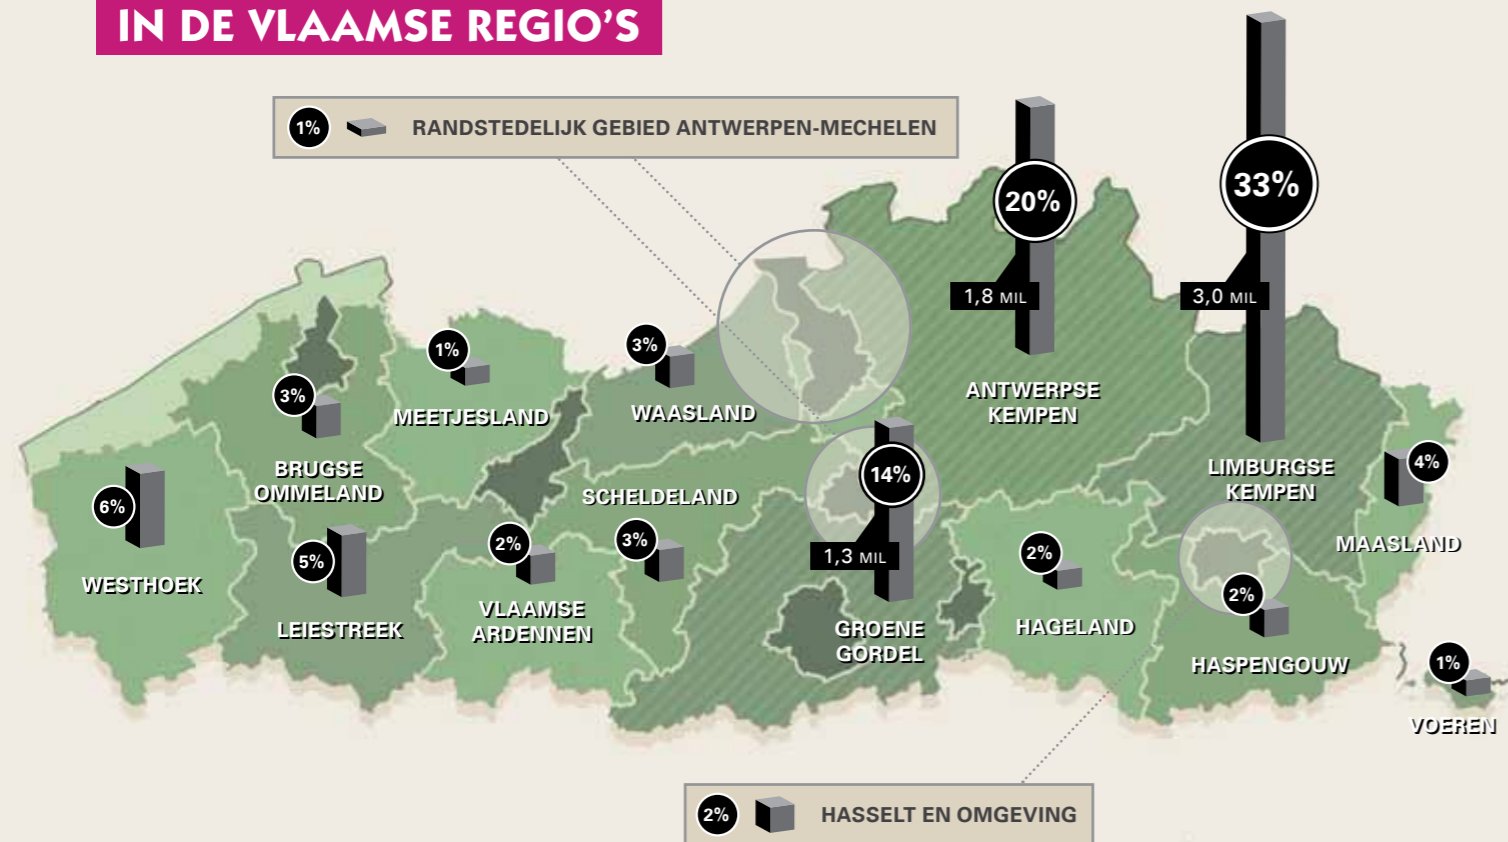 IN DE VLAAMSE REGIO'S
1% RANDSTEDELIJK GEBIED ANTWERPEN-MECHELEN
20%
1,8 MIL
ANTWERPSE
KEMPEN
33%
3,0 MIL
LIMBURGSE
KEMPEN
1%
MEETJESLAND
3%
WAASLAND
3%
BRUGSE
OMMELAND
6%
WESTHOEK
5%
LEIESTREEK
2%
VLAAMSE
ARDENNEN
SCHELDELAND
3%
14%
1,3 MIL
GROENE
GORDEL
2%
HAGELAND
2%
HASPENGOUW
4%
MAASLAND
1%
VOEREN
2% HASSELT EN OMGEVING